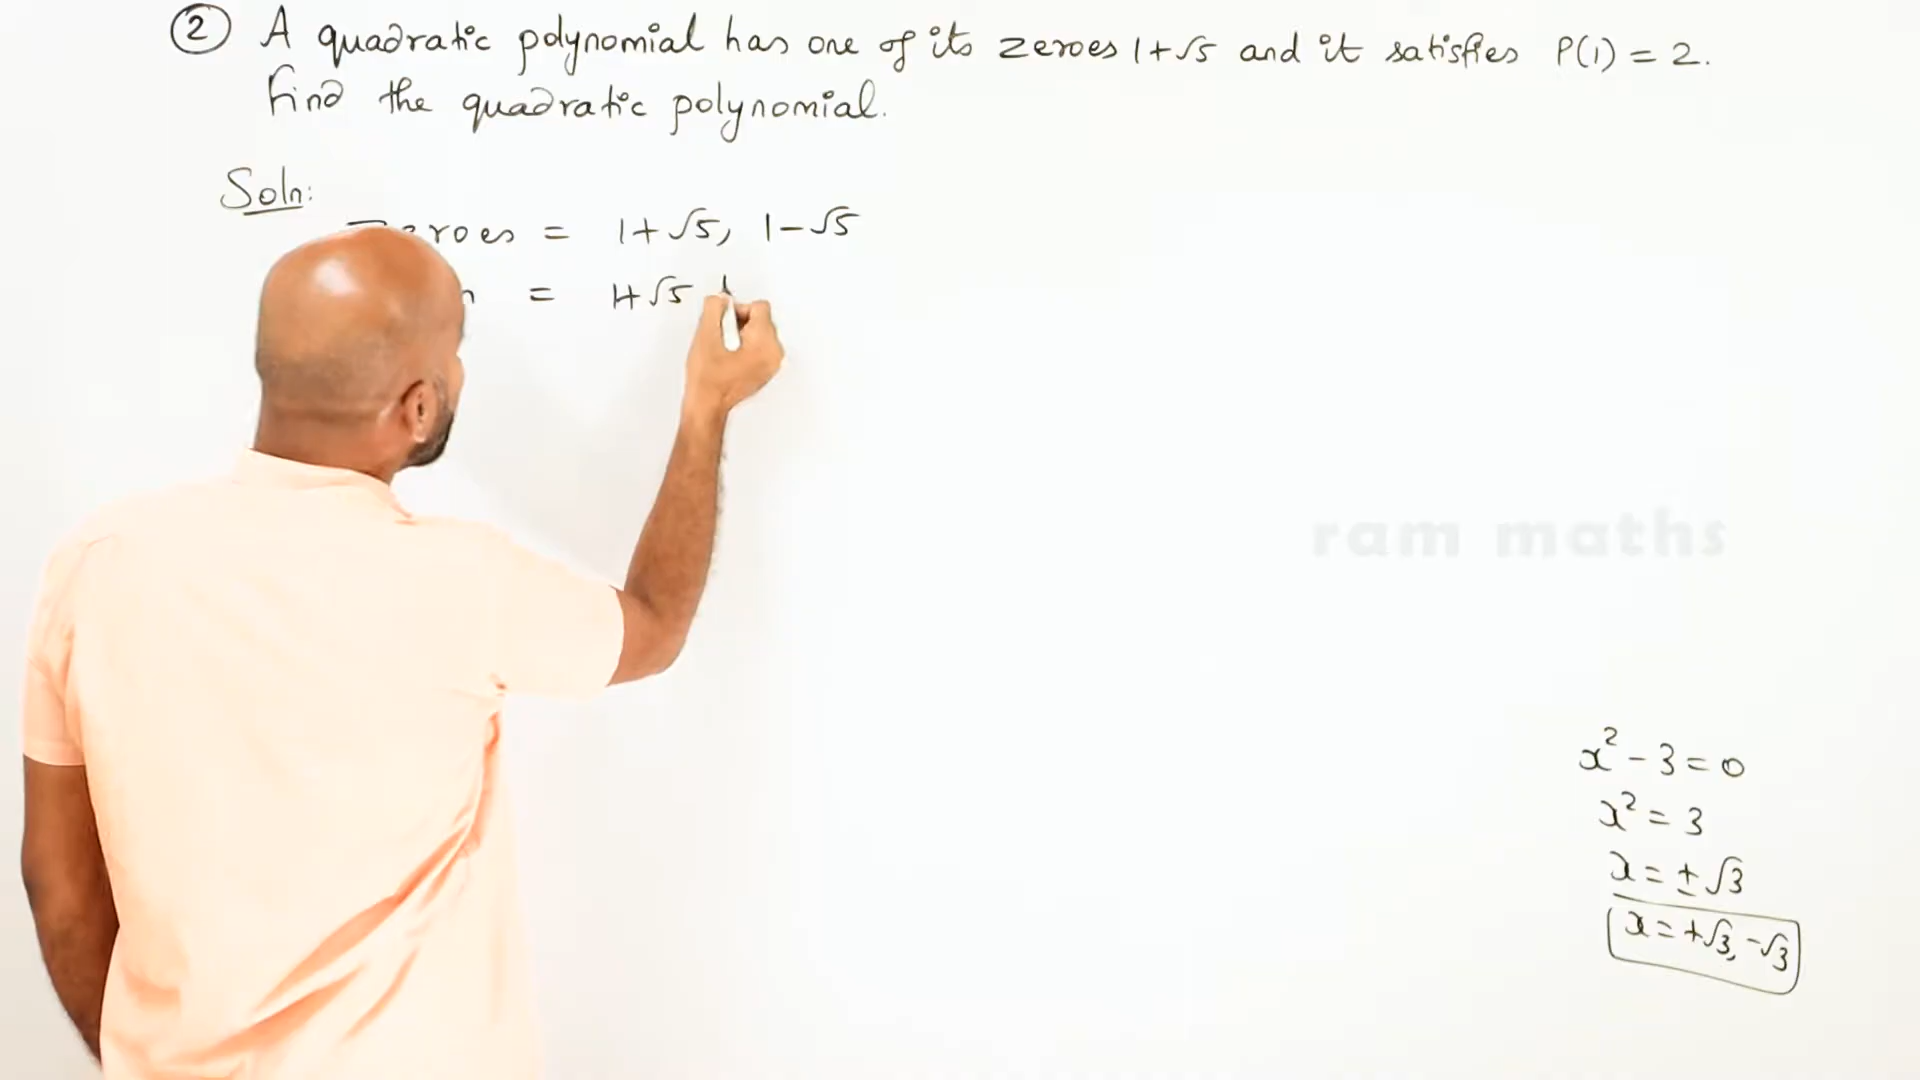 ② A quadratic polynomial has one of its zeroes 1+√5 and it satisfies P(1) = 2.
Find the quadratic polynomial.
Soln:
Zeroes = 1+√5, 1-√5
= 1+√5
ram maths
x² - 3 = 0
x² = 3
x = ± √3
x = +√3, -√3